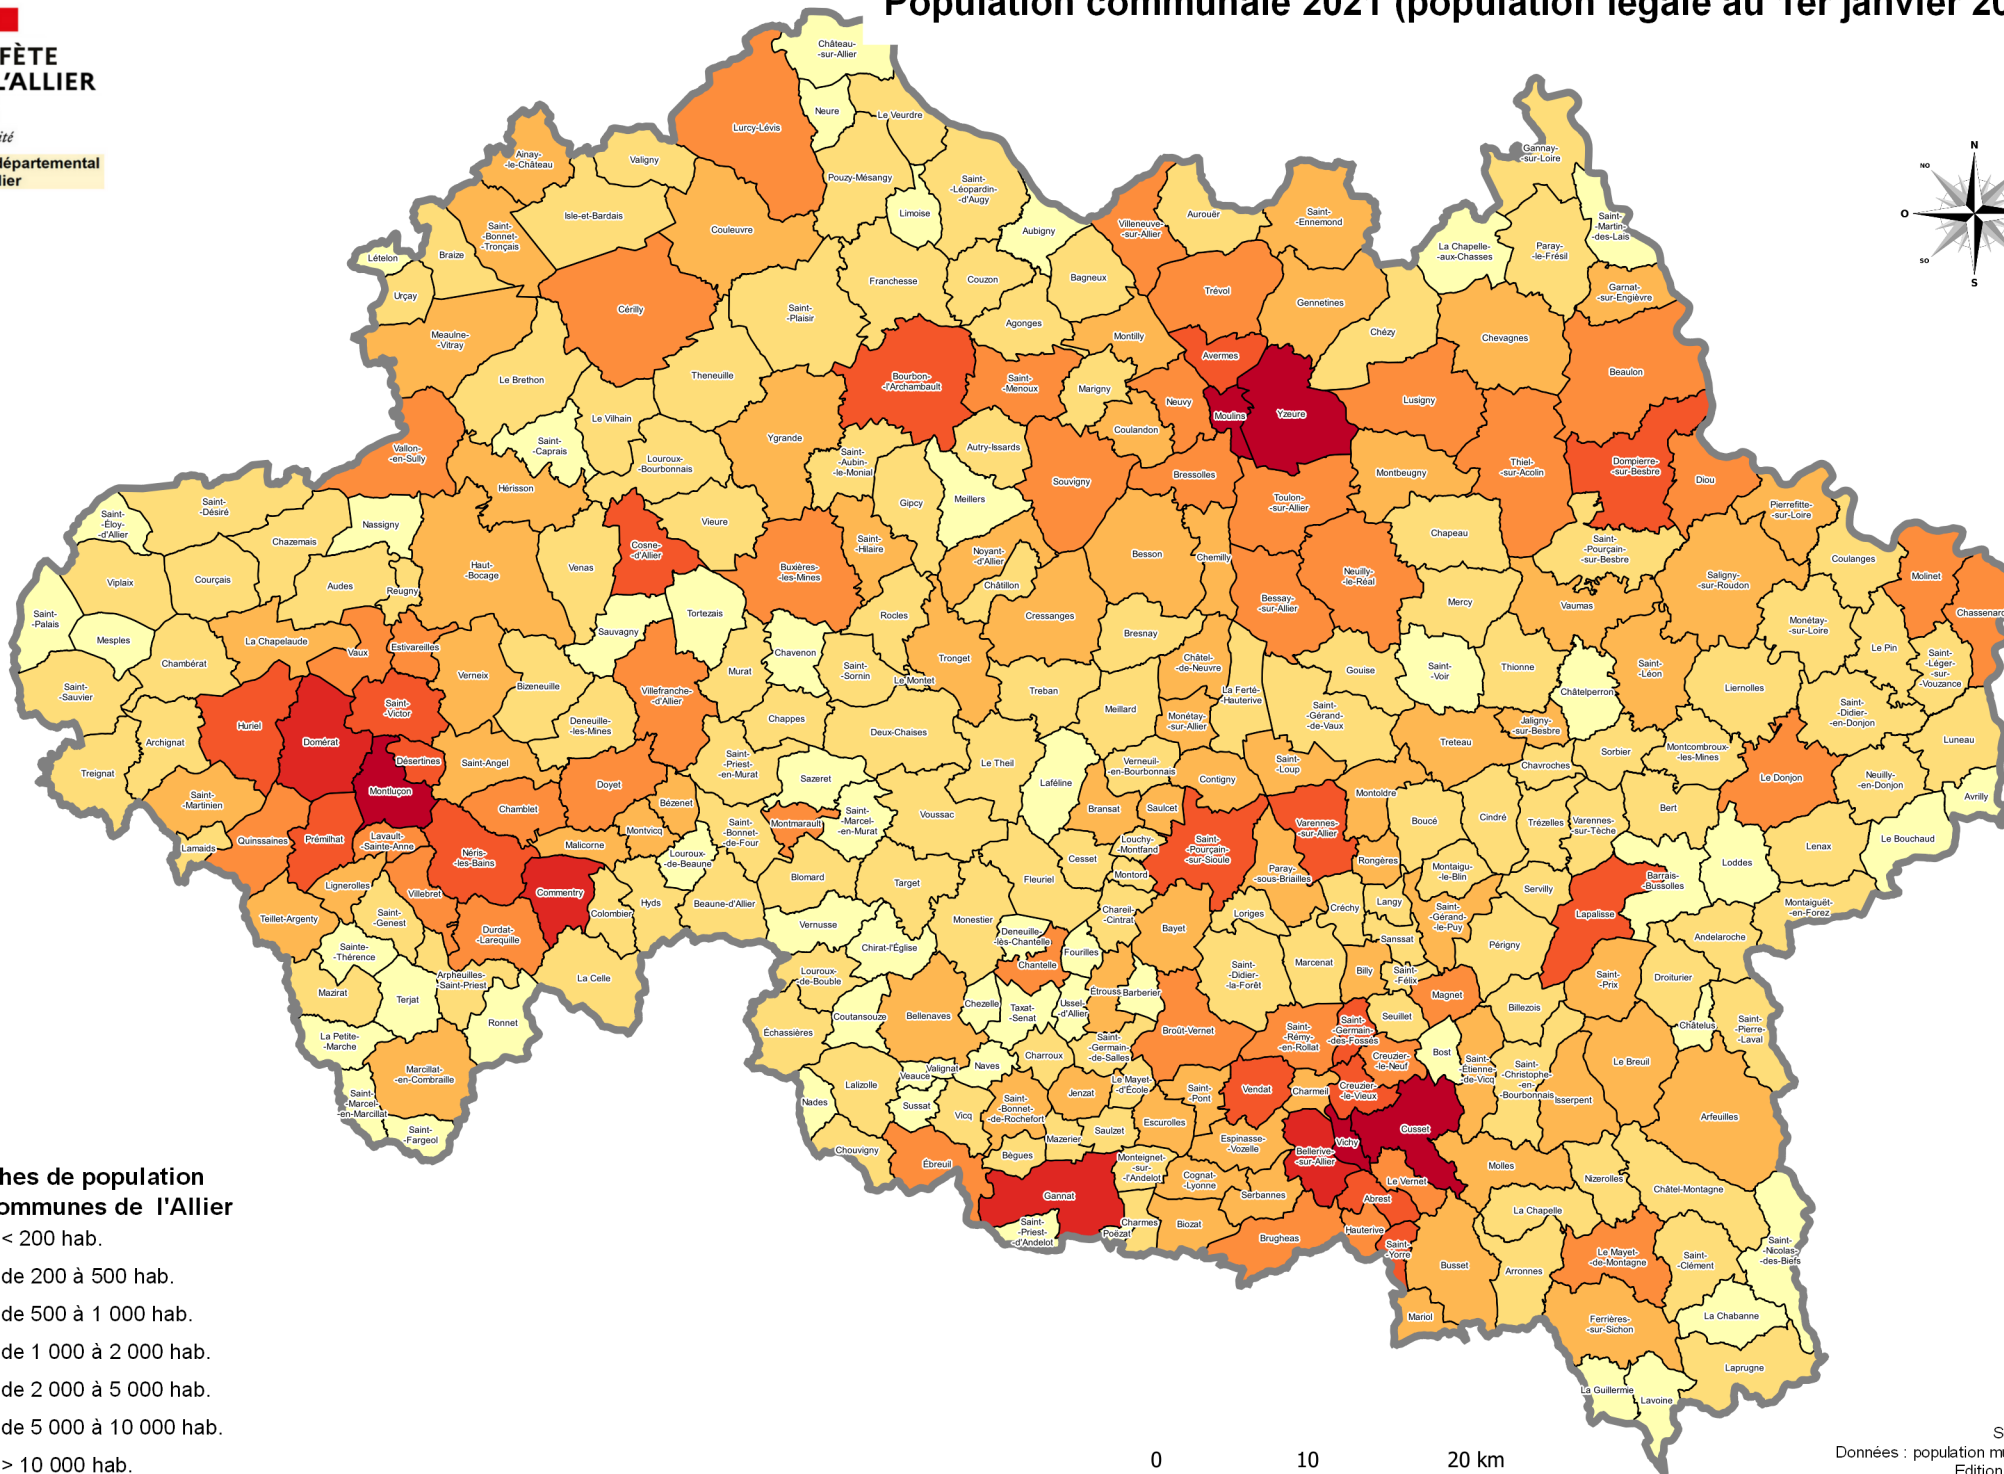 Population communale 2021 (population légale au 1er janvier 20
FÈTE
L'ALLIER
ité
départemental
lier
N
NO
O
SO
S
Château-
-sur-Allier
Neure
Le Veurdre
Lurcy-Lévis
Ainay-
-le-Château
Valigny
Pouzy-Mésangy
Saint-
-Léopardin-
-d'Augy
Limoise
Isle-et-Bardais
Couleuvre
Saint-
-Bonnet-
-Tronçais
Braize
Lételon
Urçay
Aubigny
Villeneuve-
-sur-Allier
Aurouër
Saint-
-Ennemond
Gannay-
-sur-Loire
Saint-
-Martin-
-des-Lais
La Chapelle-
-aux-Chasses
Paray-
-le-Frésil
Garnat-
-sur-Engièvre
Franchesse
Couzon
Bagneux
Trévol
Gennetines
Cérilly
Saint-
-Plaisir
Agonges
Montilly
Chézy
Chevagnes
Meaulne-
-Vitray
Avermes
Beaulon
Le Brethon
Theneuille
Bourbon-
-l'Archambault
Saint-
-Menoux
Marigny
Neuvy
Moulins
Yzeure
Lusigny
Le Vilhain
Saint-
-Caprais
Ygrande
Coulandon
Vallon-
-en-Sully
Louroux-
-Bourbonnais
Saint-
-Aubin-
-le-Monial
Autry-Issards
Souvigny
Bressolles
Montbeugny
Thiel-
-sur-Acolin
Dompierre-
-sur-Besbre
Diou
Hérisson
Gipcy
Meillers
Toulon-
-sur-Allier
Pierrefitte-
-sur-Loire
Saint-
-Désiré
Saint-
-Éloy-
-d'Allier
Nassigny
Vieure
Chazemais
Chapeau
Cosne-
-d'Allier
Saint-
-Hilaire
Noyant-
-d'Allier
Besson
Chemilly
Saint-
-Pourçain-
-sur-Besbre
Coulanges
Viplaix
Courçais
Audes
Reugny
Haut-
-Bocage
Venas
Buxières-
-les-Mines
Châtillon
Neuilly-
-le-Réal
Saligny-
-sur-Roudon
Molinet
Chassenard
Saint-
-Palais
Mesples
La Chapelaude
Vaux
Estivareilles
Sauvagny
Tortezais
Rocles
Cressanges
Bessay-
-sur-Allier
Mercy
Vaumas
Monétay-
-sur-Loire
Bresnay
Le Pin
Chambérat
Verneix
Chavenon
Tronget
Châtel-
-de-Neuvre
Gouise
Saint-
-Voir
Thionne
Saint-
-Léon
Saint-
-Léger-
-sur-
-Vouzance
Saint-
-Sauvier
Bizeneuille
Villefranche-
-d'Allier
Murat
Saint-
-Sornin
Le Montet
Treban
La Ferté-
-Hauterive
Châtelperron
Liernolles
Huriel
Saint-
-Victor
Meillard
Saint-
-Gérand-
-de-Vaux
Saint-
-Didier-
-en-Donjon
Archignat
Domérat
Deneuille-
-les-Mines
Chappes
Deux-Chaises
Monétay-
-sur-Allier
Treteau
Jaligny-
-sur-Besbre
Sorbier
Montcombroux-
-les-Mines
Luneau
Treignat
Désertines
Saint-Angel
Saint-
-Priest-
-en-Murat
Le Theil
Verneuil-
-en-Bourbonnais
Saint-
-Loup
Chavroches
Le Donjon
Neuilly-
-en-Donjon
Montluçon
Doyet
Sazeret
Laféline
Contigny
Montoldre
Avrilly
Saint-
-Martinien
Chamblet
Bézenet
Montmarault
Saint-
-Marcel-
-en-Murat
Voussac
Bransat
Saulcet
Boucé
Cindré
Trézelles
Varennes-
-sur-Tèche
Bert
Lamaids
Quinssaines
Prémilhat
Lavault-
-Sainte-Anne
Malicorne
Montvicq
Saint-
-Bonnet-
-de-Four
Louchy-
-Montfand
Saint-
-Pourçain-
-sur-Sioule
Varennes-
-sur-Allier
Lenax
Le Bouchaud
Néris-
-les-Bains
Louroux-
-de-Beaune
Cesset
Rongères
Montaigu-
-le-Blin
Loddes
Lignerolles
Villebret
Commentry
Blomard
Target
Fleuriel
Montord
Paray-
-sous-Briailles
Servilly
Barrais-
-Bussolles
Colombier
Hyds
Beaune-d'Allier
Créchy
Langy
Montaiguët-
-en-Forez
Teillet-Argenty
Saint-
-Genest
Durdat-
-Larequille
Vernusse
Monestier
Chareil-
-Cintrat
Loriges
Saint-
-Gérand-
-le-Puy
Lapalisse
Andelaroche
Sainte-
-Thérence
Chirat-l'Église
Deneuille-
-lès-Chantelle
Bayet
Sanssat
Périgny
Fourilles
Arpheuilles-
-Saint-Priest
La Celle
Louroux-
-de-Bouble
Chantelle
Saint-
-Didier-
-la-Forêt
Marcenat
Billy
Saint-
-Félix
Saint-
-Prix
Droiturier
Mazirat
Terjat
Étroussat
Barberier
Magnet
Billezois
Ronnet
Coutansouze
Bellenaves
Chezelle
Taxat-
-Senat
Ussel-
-d'Allier
Seuillet
Châtelus
Saint-
-Pierre-
-Laval
Échassières
Broût-Vernet
Saint-
-Rémy-
-en-Rollat
Saint-
-Germain-
-des-Fossés
La Petite-
-Marche
Saint-
-Germain-
-de-Salles
Charroux
Creuzier-
-le-Neuf
Bost
Saint-
-Étienne-
-de-Vicq
Le Breuil
Marcillat-
-en-Combraille
Lalizolle
Veauce
Valignat
Naves
Le Mayet-
-d'École
Saint-
-Pont
Vendat
Charmeil
Creuzier-
-le-Vieux
Saint-
-Christophe-
-en-
-Bourbonnais
Isserpent
Saint-
-Marcel-
-en-Marcillat
Nades
Sussat
Vicq
Saint-
-Bonnet-
-de-Rochefort
Jenzat
Escurolles
Arfeuilles
Saint-
-Fargeol
Chouvigny
Mazerier
Saulzet
Espinasse-
-Vozelle
Vichy
Cusset
Bellerive-
-sur-Allier
Ébreuil
Bègues
Monteignet-
-sur-
-l'Andelot
Cognat-
-Lyonne
Molles
Nizerolles
Châtel-Montagne
Le Vernet
Gannat
Serbannes
Abrest
La Chapelle
Saint-
-Priest-
-d'Andelot
Poëzat
Charmes
Biozat
Brugheas
Hauterive
Saint-
-Yorre
Busset
Arronnes
Le Mayet-
-de-Montagne
Saint-
-Clément
Saint-
-Nicolas-
-des-Biefs
Mariol
Ferrières-
-sur-Sichon
La Chabanne
Laprugne
La Guillermie
Lavoine
hes de population
ommunes de l'Allier
< 200 hab.
de 200 à 500 hab.
de 500 à 1 000 hab.
de 1 000 à 2 000 hab.
de 2 000 à 5 000 hab.
de 5 000 à 10 000 hab.
> 10 000 hab.
0 10 20 km
S
Données : population mu
Edition